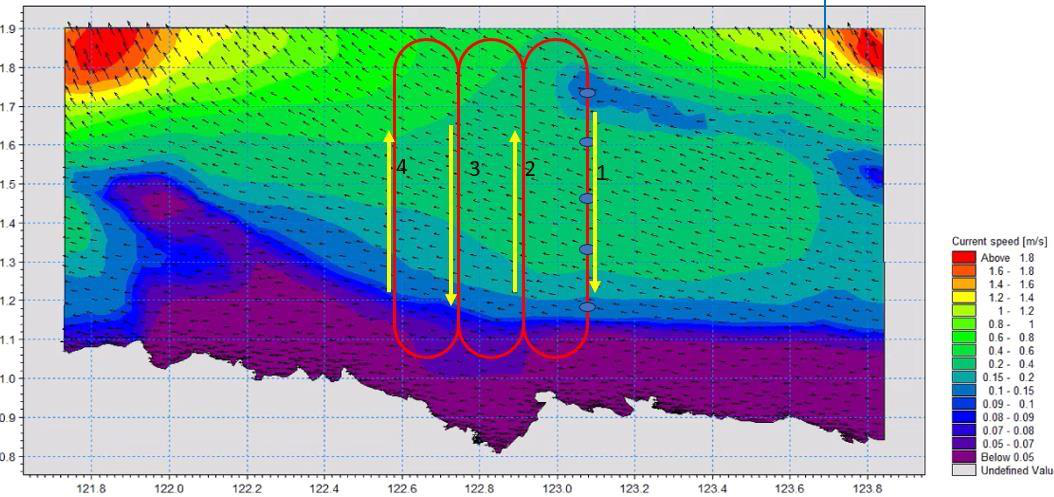 1.9
1.8
1.7
1.6
1.5
1.4
1.3
1.2
1.1
1.0
0.9
0.8
4 3 2 1
121.8 122.0 122.2 122.4 122.6 122.8 123.0 123.2 123.4 123.6 123.8
Current speed [m/s]
Above 1.8
1.6 - 1.8
1.4 - 1.6
1.2 - 1.4
1 - 1.2
0.8 - 1
0.6 - 0.8
0.4 - 0.6
0.2 - 0.4
0.15 - 0.2
0.1 - 0.15
0.09 - 0.1
0.08 - 0.09
0.07 - 0.08
0.05 - 0.07
Below 0.05
Undefined Valu